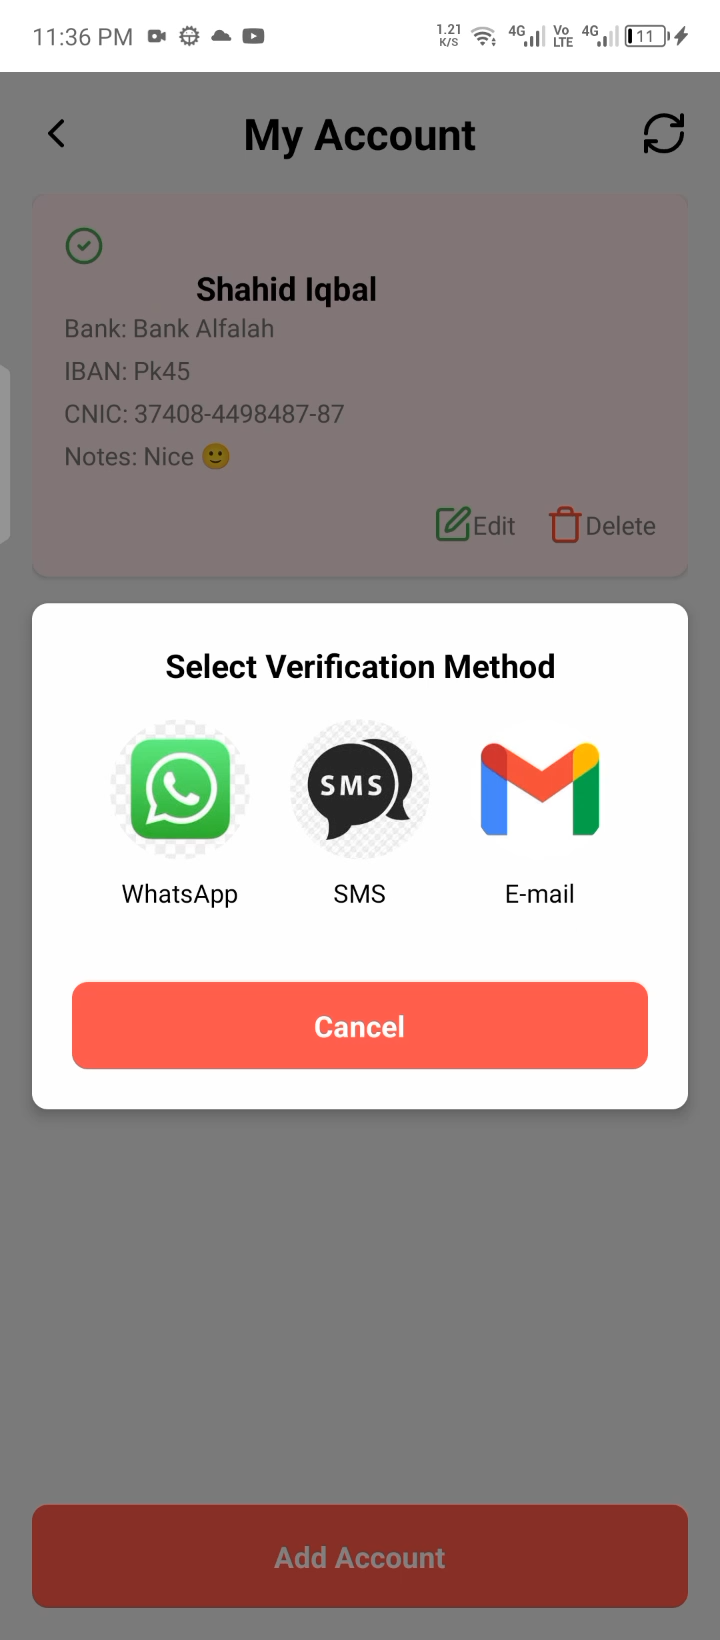 11:36 PM 1.21 K/S 4G Vo LTE 4G 11
My Account
Shahid Iqbal
Bank: Bank Alfalah
IBAN: Pk45
CNIC: 37408-4498487-87
Notes: Nice 🙂
Edit Delete
Select Verification Method
SMS
WhatsApp SMS E-mail
Cancel
Add Account